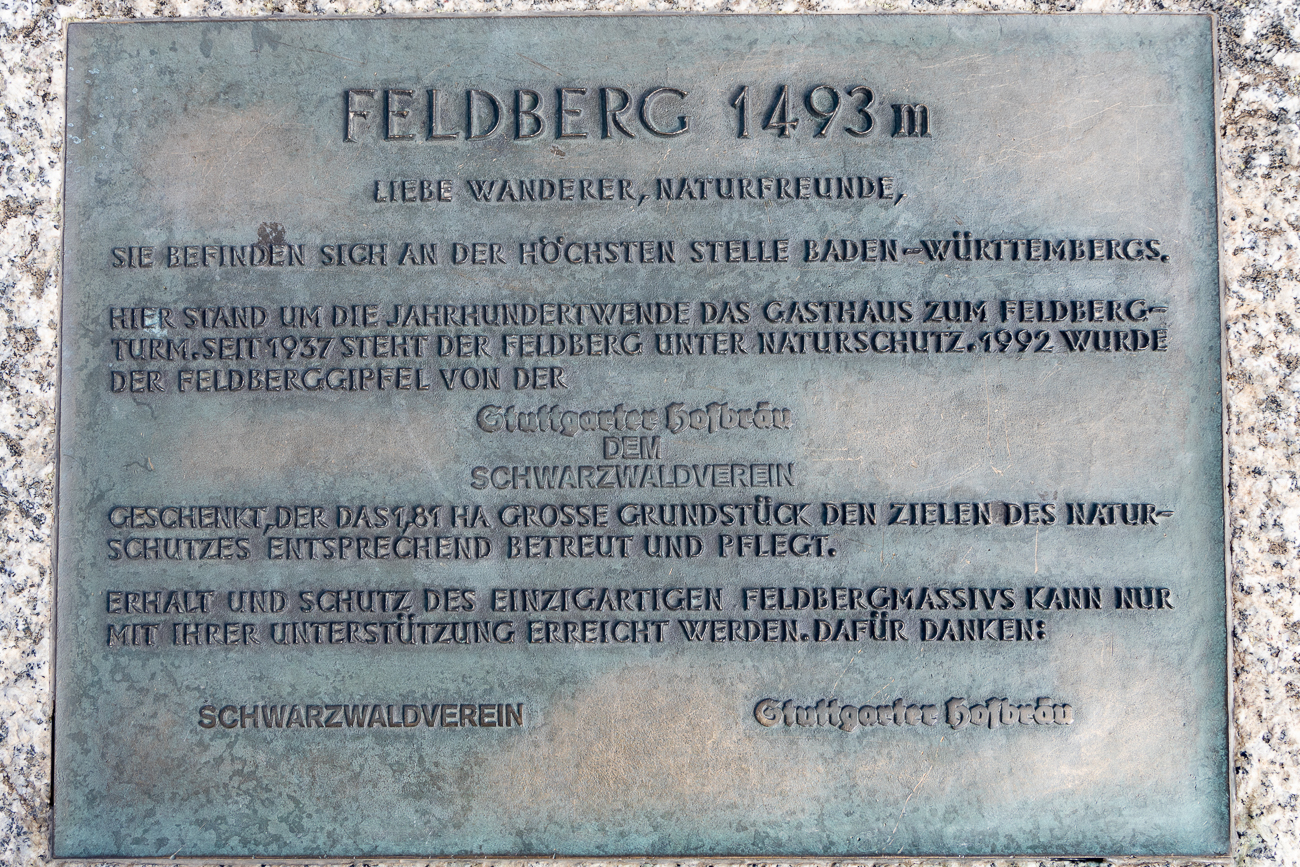 FELDBERG 1493 m
LIEBE WANDERER, NATURFREUNDE,
SIE BEFINDEN SICH AN DER HÖCHSTEN STELLE BADEN-WÜRTTEMBERGS.
HIER STAND UM DIE JAHRHUNDERTWENDE DAS GASTHAUS ZUM FELDBERG-
TURM. SEIT 1937 STEHT DER FELDBERG UNTER NATURSCHUTZ. 1992 WURDE
DER FELDBERGGIPFEL VON DER
Stuttgarter Hofbräu
DEM
SCHWARZWALDVEREIN
GESCHENKT, DER DAS 1,81 HA GROSSE GRUNDSTÜCK DEN ZIELEN DES NATUR-
SCHUTZES ENTSPRECHEND BETREUT UND PFLEGT.
ERHALT UND SCHUTZ DES EINZIGARTIGEN FELDBERGMASSIVS KANN NUR
MIT IHRER UNTERSTÜTZUNG ERREICHT WERDEN. DAFÜR DANKEN:
SCHWARZWALDVEREIN Stuttgarter Hofbräu